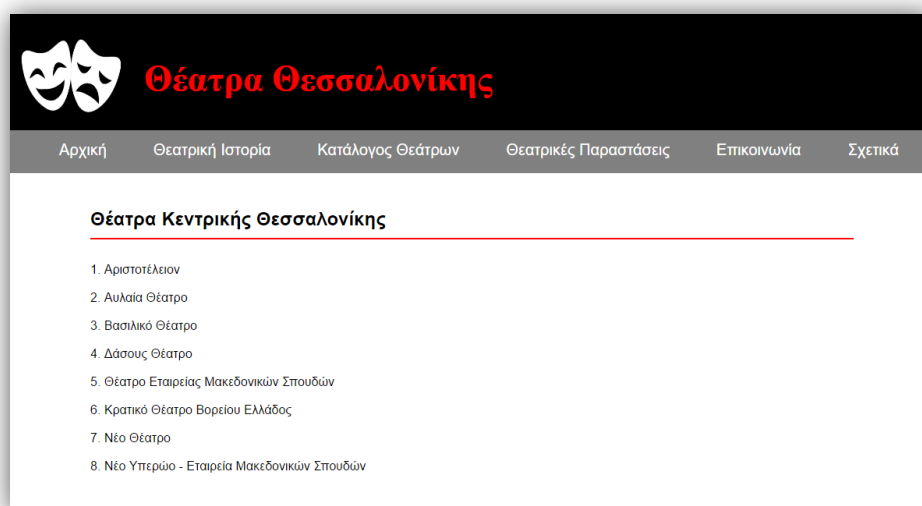 Θέατρα Θεσσαλονίκης
Αρχική Θεατρική Ιστορία Κατάλογος Θεάτρων Θεατρικές Παραστάσεις Επικοινωνία Σχετικά
Θέατρα Κεντρικής Θεσσαλονίκης
1. Αριστοτέλειον
2. Αυλαία Θέατρο
3. Βασιλικό Θέατρο
4. Δάσους Θέατρο
5. Θέατρο Εταιρείας Μακεδονικών Σπουδών
6. Κρατικό Θέατρο Βορείου Ελλάδος
7. Νέο Θέατρο
8. Νέο Υπερώο - Εταιρεία Μακεδονικών Σπουδών